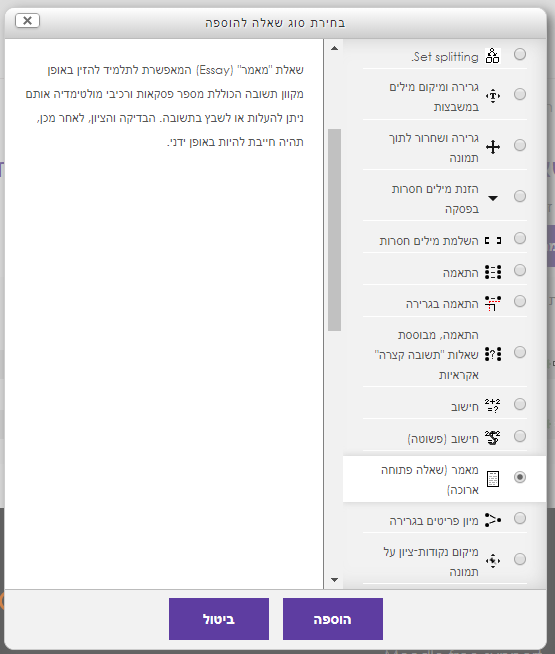 בחירת סוג שאלה להוספה
Set splitting.
גרירה ומיקום מילים
במשבצות
גרירה ושחרור לתוך
תמונה
הזנת מילים חסרות
בפסקה
השלמת מילים חסרות
התאמה
התאמה בגרירה
התאמה, מבוססת
שאלות "תשובה קצרה"
אקראיות
חישוב
חישוב (פשוטה)
מאמר (שאלה פתוחה
ארוכה)
מיון פריטים בגרירה
מיקום נקודות-ציון על
תמונה
שאלת "מאמר" (Essay) המאפשרת לתלמיד להזין באופן
מקוון תשובה הכוללת מספר פסקאות ורכיבי מולטימדיה אותם
ניתן להעלות או לשבץ בתשובה. הבדיקה והציון, לאחר מכן,
תהיה חייבת להיות באופן ידני.
הוספה
ביטול